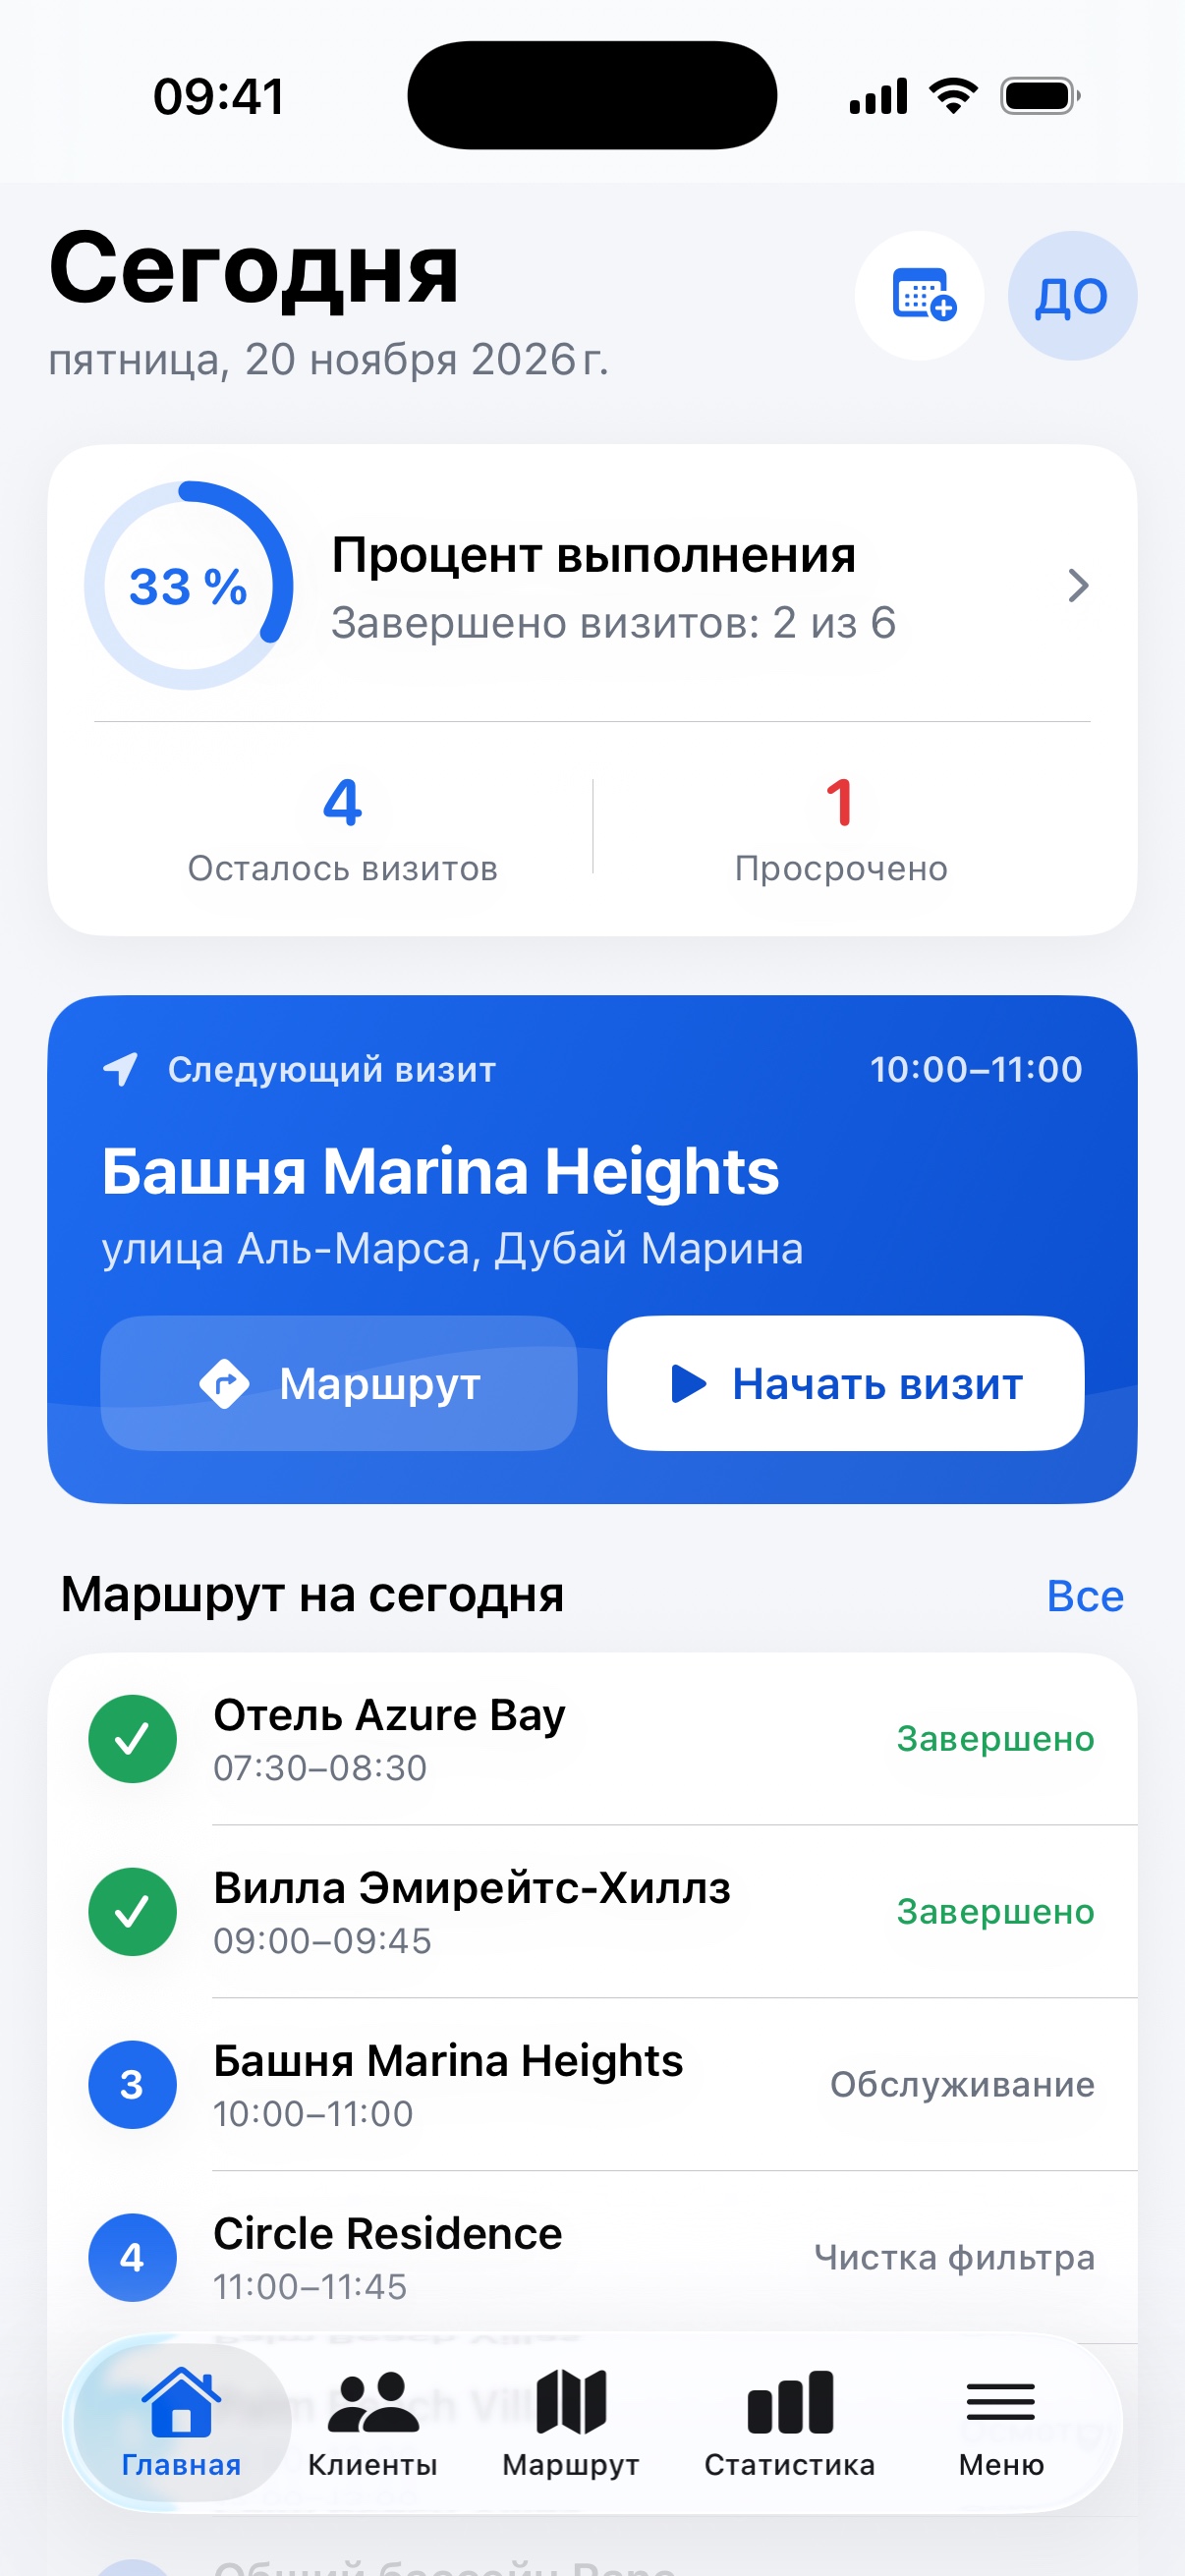 09:41
Сегодня
ДО
пятница, 20 ноября 2026 г.
33 %
Процент выполнения
Завершено визитов: 2 из 6
4
Осталось визитов
1
Просрочено
Следующий визит
10:00–11:00
Башня Marina Heights
улица Аль-Марса, Дубай Марина
Маршрут
Начать визит
Маршрут на сегодня
Все
Отель Azure Bay
07:30–08:30
Завершено
Вилла Эмирейтс-Хиллз
09:00–09:45
Завершено
3
Башня Marina Heights
10:00–11:00
Обслуживание
4
Circle Residence
11:00–11:45
Чистка фильтра
Главная
Клиенты
Маршрут
Статистика
Меню
Общий бассейн